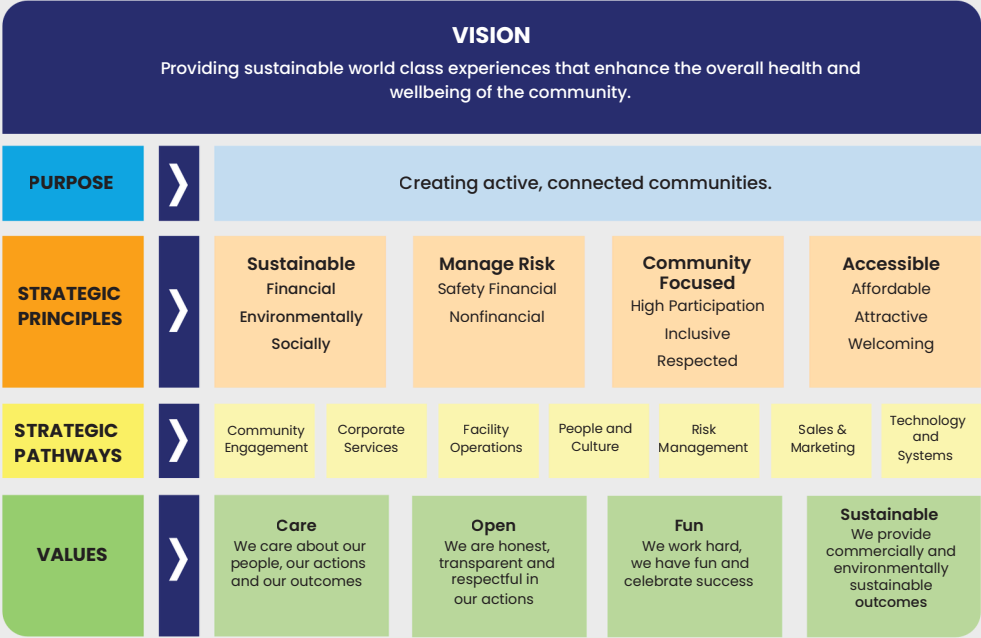 VISION
Providing sustainable world class experiences that enhance the overall health and
wellbeing of the community.
PURPOSE
Creating active, connected communities.
STRATEGIC
PRINCIPLES
Sustainable
Financial
Environmentally
Socially
Manage Risk
Safety Financial
Nonfinancial
Community
Focused
High Participation
Inclusive
Respected
Accessible
Affordable
Attractive
Welcoming
STRATEGIC
PATHWAYS
Community
Engagement
Corporate
Services
Facility
Operations
People and
Culture
Risk
Management
Sales &
Marketing
Technology
and
Systems
VALUES
Care
We care about our
people, our actions
and our outcomes
Open
We are honest,
transparent and
respectful in
our actions
Fun
We work hard,
we have fun and
celebrate success
Sustainable
We provide
commercially and
environmentally
sustainable
outcomes